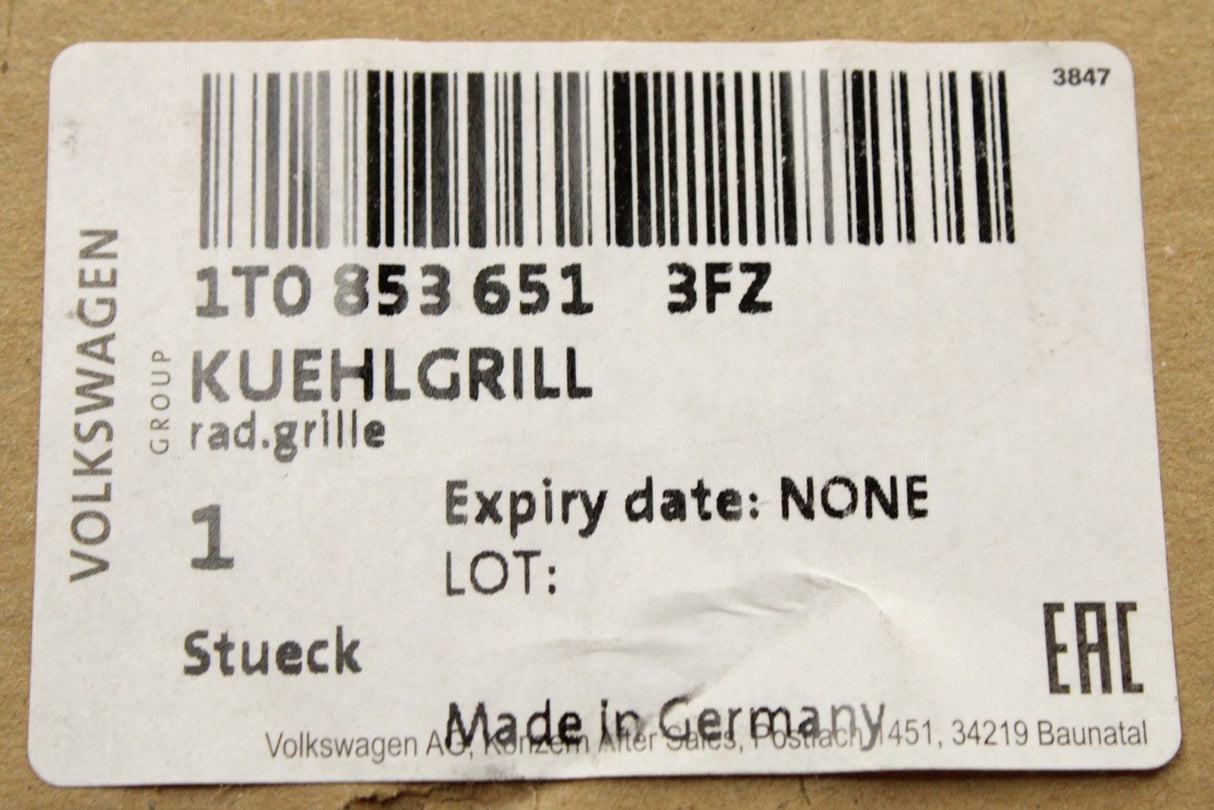 3847
1T0 853 651 3FZ
KUEHLGRILL
rad.grille
VOLKSWAGEN
GROUP
1
Expiry date: NONE
LOT:
Stueck
EAC
Made in Germany
Volkswagen AG, Konzern After Sales, Postfach 1451, 34219 Baunatal